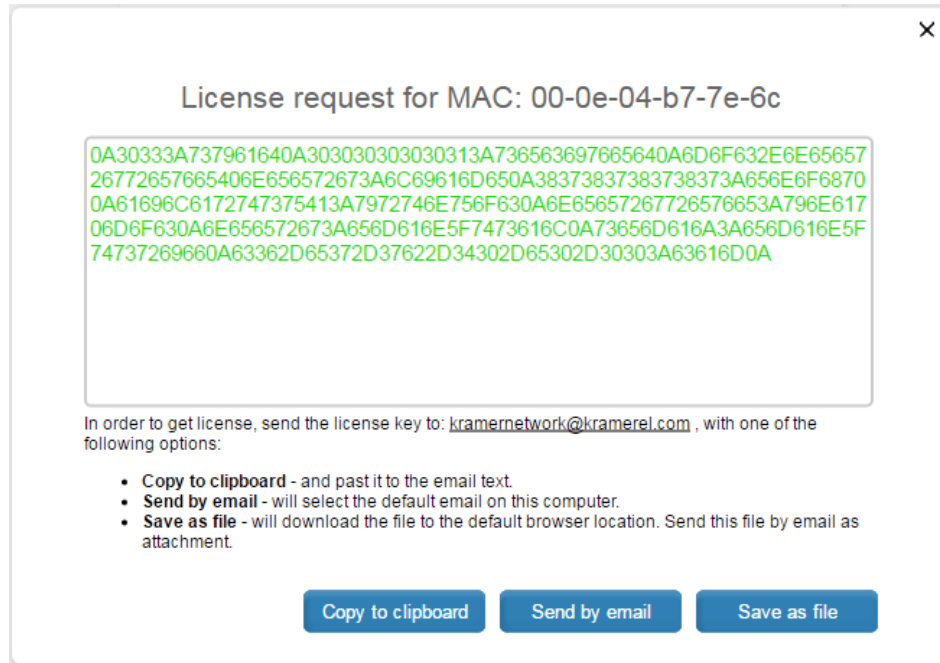 License request for MAC: 00-0e-04-b7-7e-6c
0A30333A737961640A303030303030313A736563697665640A6D6F632E6E65657
26772657665406E656572673A6C69616D650A38373837383738373A656E6F6870
0A61696C6172747375413A7972746E756F630A6E656572677265766​53A796E617
06D6F630A6E656572673A656D616E5F7473616C0A73656D616A3A656D616E5F
74737269660A63362D65372D37622D34302D65302D30303A63616D0A
In order to get license, send the license key to: kramernetwork@kramerel.com , with one of the
following options:
• Copy to clipboard - and past it to the email text.
• Send by email - will select the default email on this computer.
• Save as file - will download the file to the default browser location. Send this file by email as
attachment.
Copy to clipboard Send by email Save as file